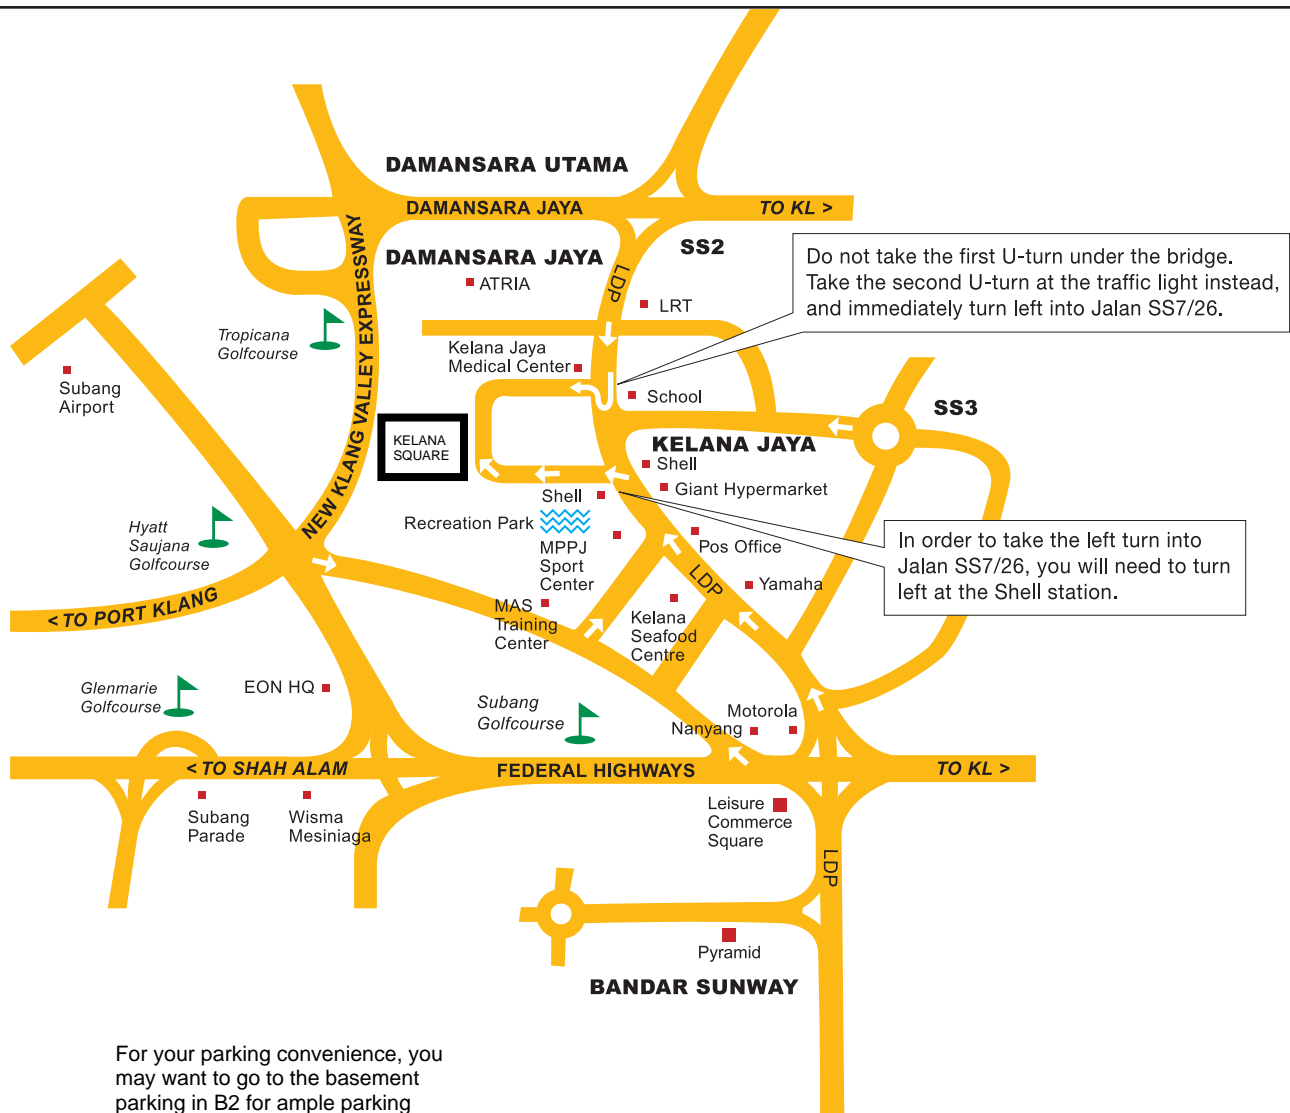 DAMANSARA UTAMA
DAMANSARA JAYA
TO KL >
SS2
DAMANSARA JAYA
ATRIA
LDP
LRT
Do not take the first U-turn under the bridge.
Take the second U-turn at the traffic light instead,
and immediately turn left into Jalan SS7/26.
NEW KLANG VALLEY EXPRESSWAY
Tropicana
Golfcourse
Kelana Jaya
Medical Center
Subang
Airport
School
SS3
KELANA
SQUARE
KELANA JAYA
Shell
Giant Hypermarket
Shell
Recreation Park
MPPJ
Sport
Center
Pos Office
Hyatt
Saujana
Golfcourse
In order to take the left turn into
Jalan SS7/26, you will need to turn
left at the Shell station.
LDP
Yamaha
< TO PORT KLANG
MAS
Training
Center
Kelana
Seafood
Centre
Glenmarie
Golfcourse
EON HQ
Subang
Golfcourse
Motorola
Nanyang
< TO SHAH ALAM
FEDERAL HIGHWAYS
TO KL >
Subang
Parade
Wisma
Mesiniaga
Leisure
Commerce
Square
LDP
Pyramid
BANDAR SUNWAY
For your parking convenience, you
may want to go to the basement
parking in B2 for ample parking